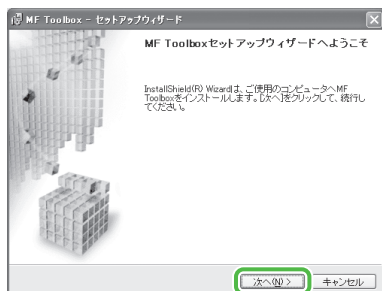 MF Toolbox - セットアップウィザード
MF Toolboxセットアップウィザードへようこそ
InstallShield(R) Wizardは、ご使用のコンピュータへMF
Toolboxをインストールします。[次へ]をクリックして、続行し
てください。
次へ(N) >
キャンセル